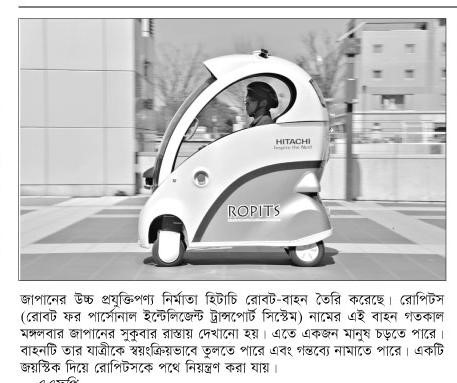 HITACHI
Inspire the Next
ROPITS
জাপানের উচ্চ প্রযুক্তিপণ্য নির্মাতা হিটাচি রোবট-বাহন তৈরি করেছে। রোপিটস
(রোবট ফর পার্সোনাল ইন্টেলিজেন্ট ট্রান্সপোর্ট সিস্টেম) নামের এই বাহন গতকাল
মঙ্গলবার জাপানের সুকুবার রাস্তায় দেখানো হয়। এতে একজন মানুষ চড়তে পারে।
বাহনটি তার যাত্রীকে স্বয়ংক্রিয়ভাবে তুলতে পারে এবং গন্তব্যে নামাতে পারে। একটি
জয়স্টিক দিয়ে রোপিটসকে পথে নিয়ন্ত্রণ করা যায়।